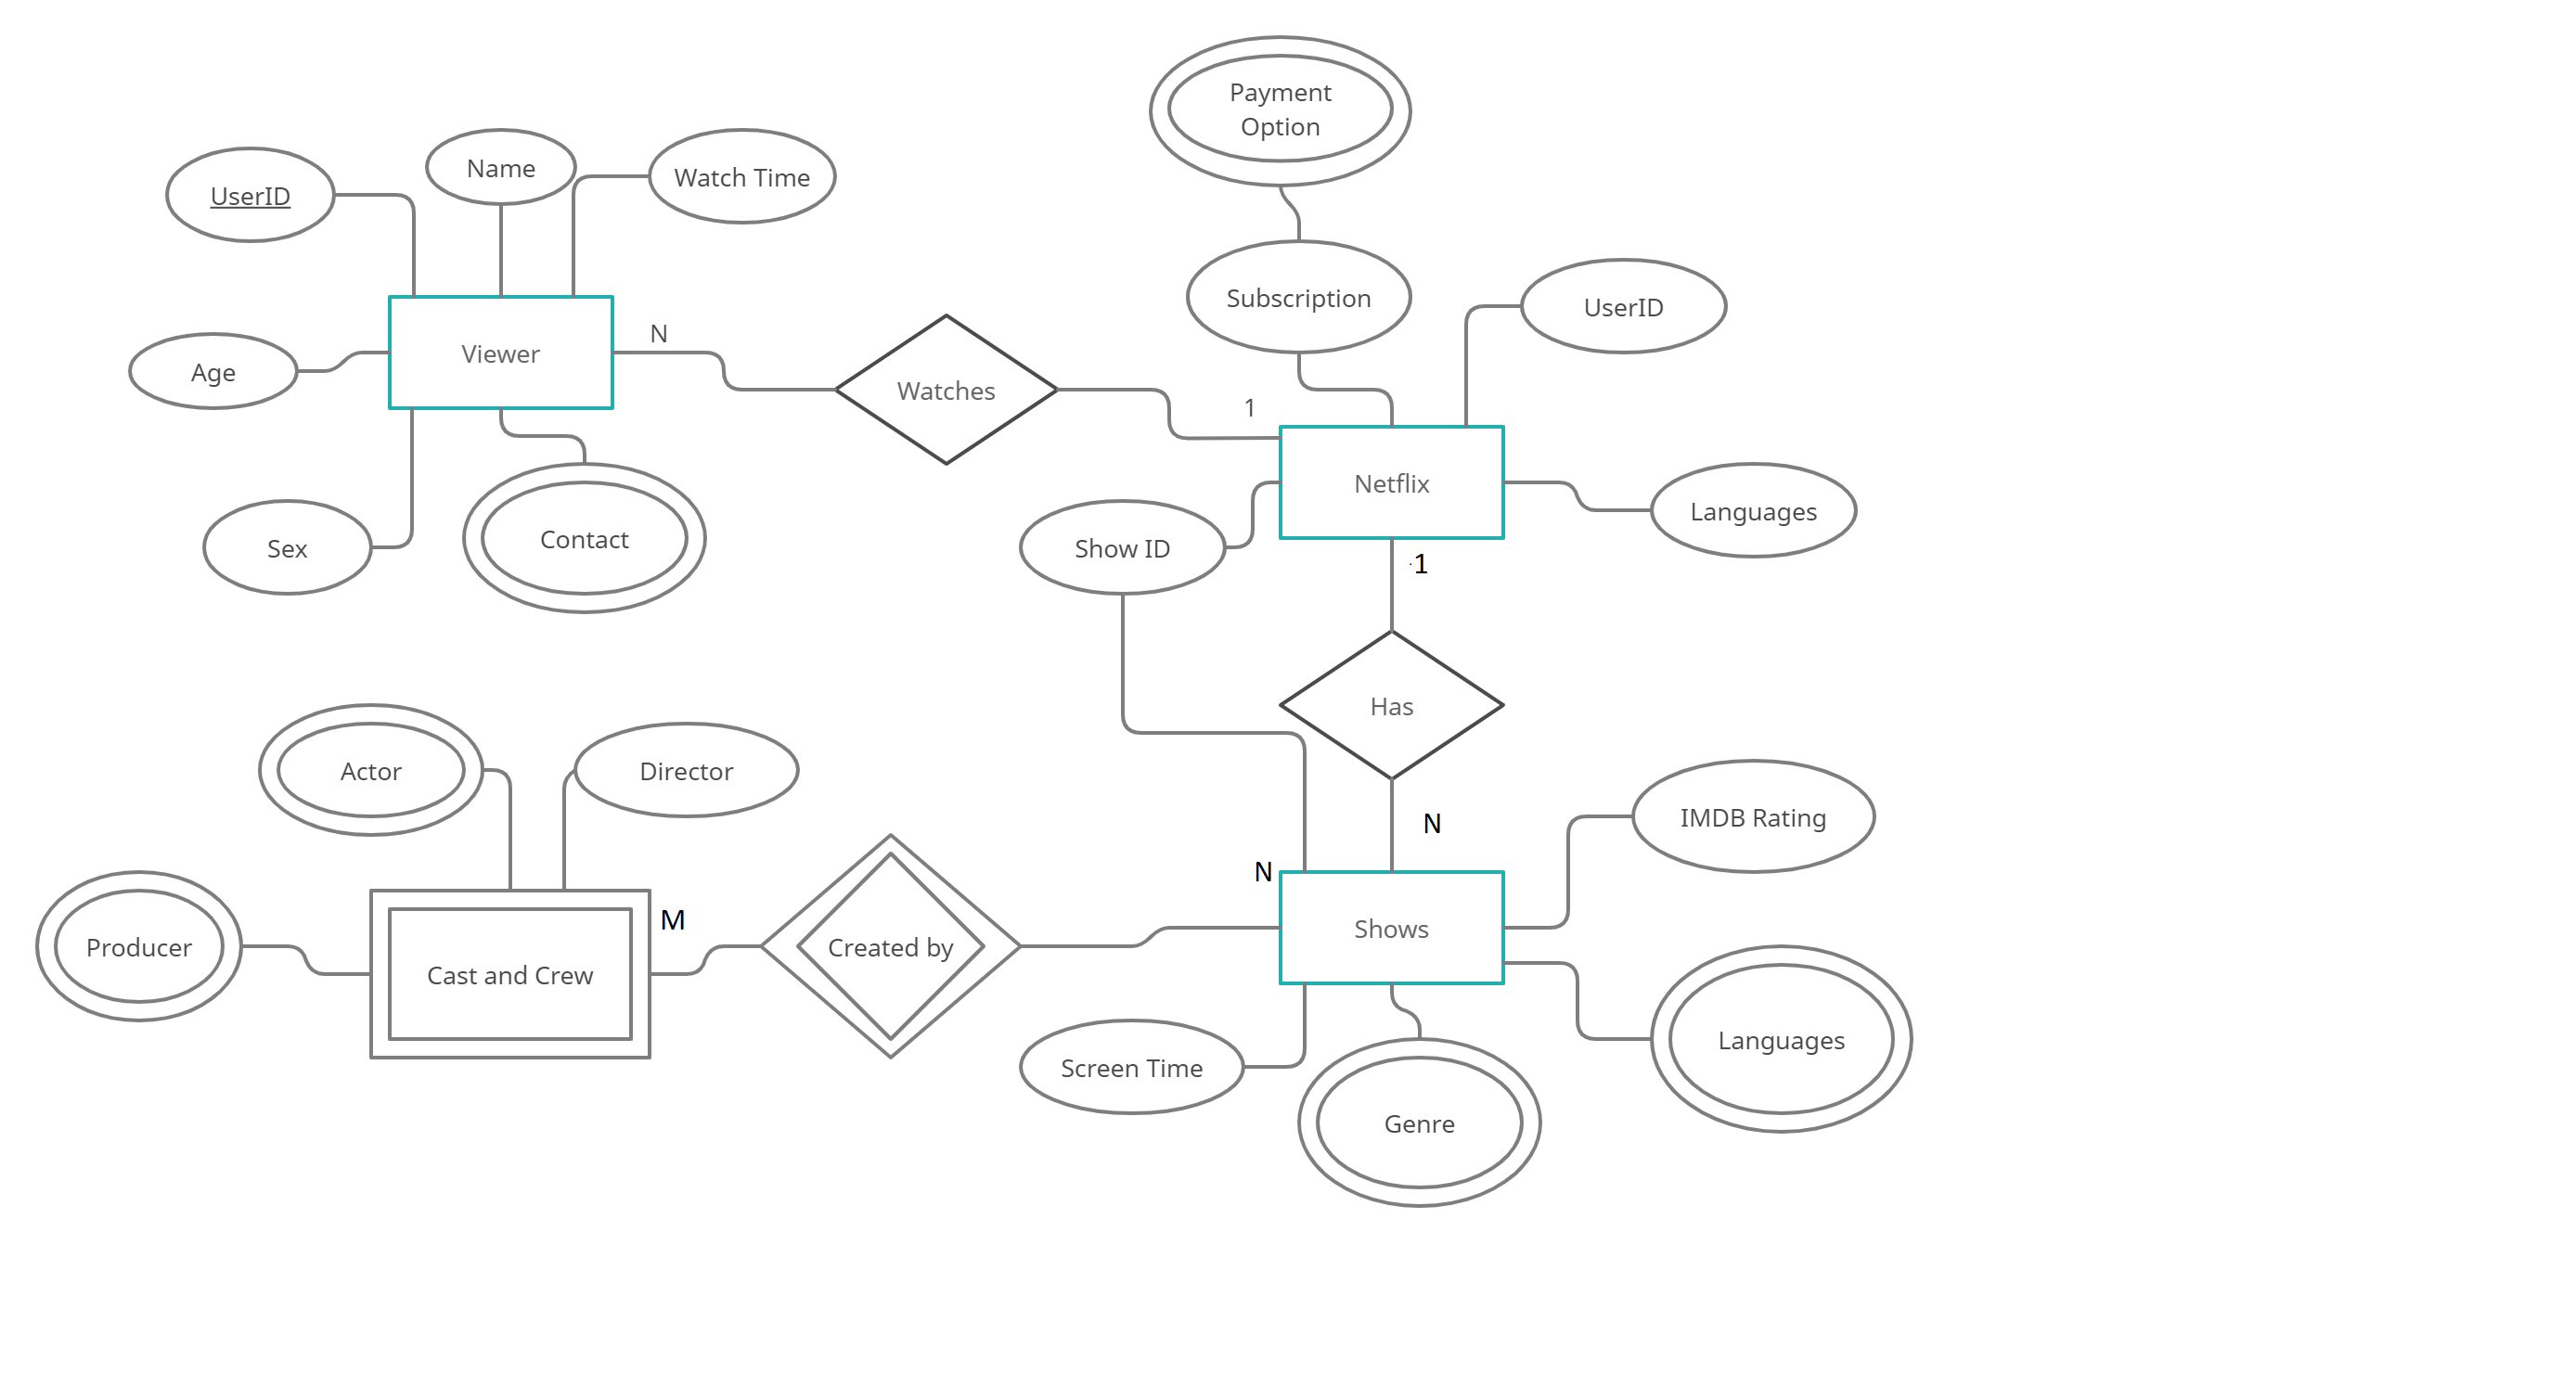 Payment
Option
UserID
Name
Watch Time
Subscription
UserID
N
Viewer
Age
Watches
1
Netflix
Languages
Sex
Contact
Show ID
1
Has
Actor
Director
IMDB Rating
N
N
M
Shows
Producer
Cast and Crew
Created by
Screen Time
Languages
Genre